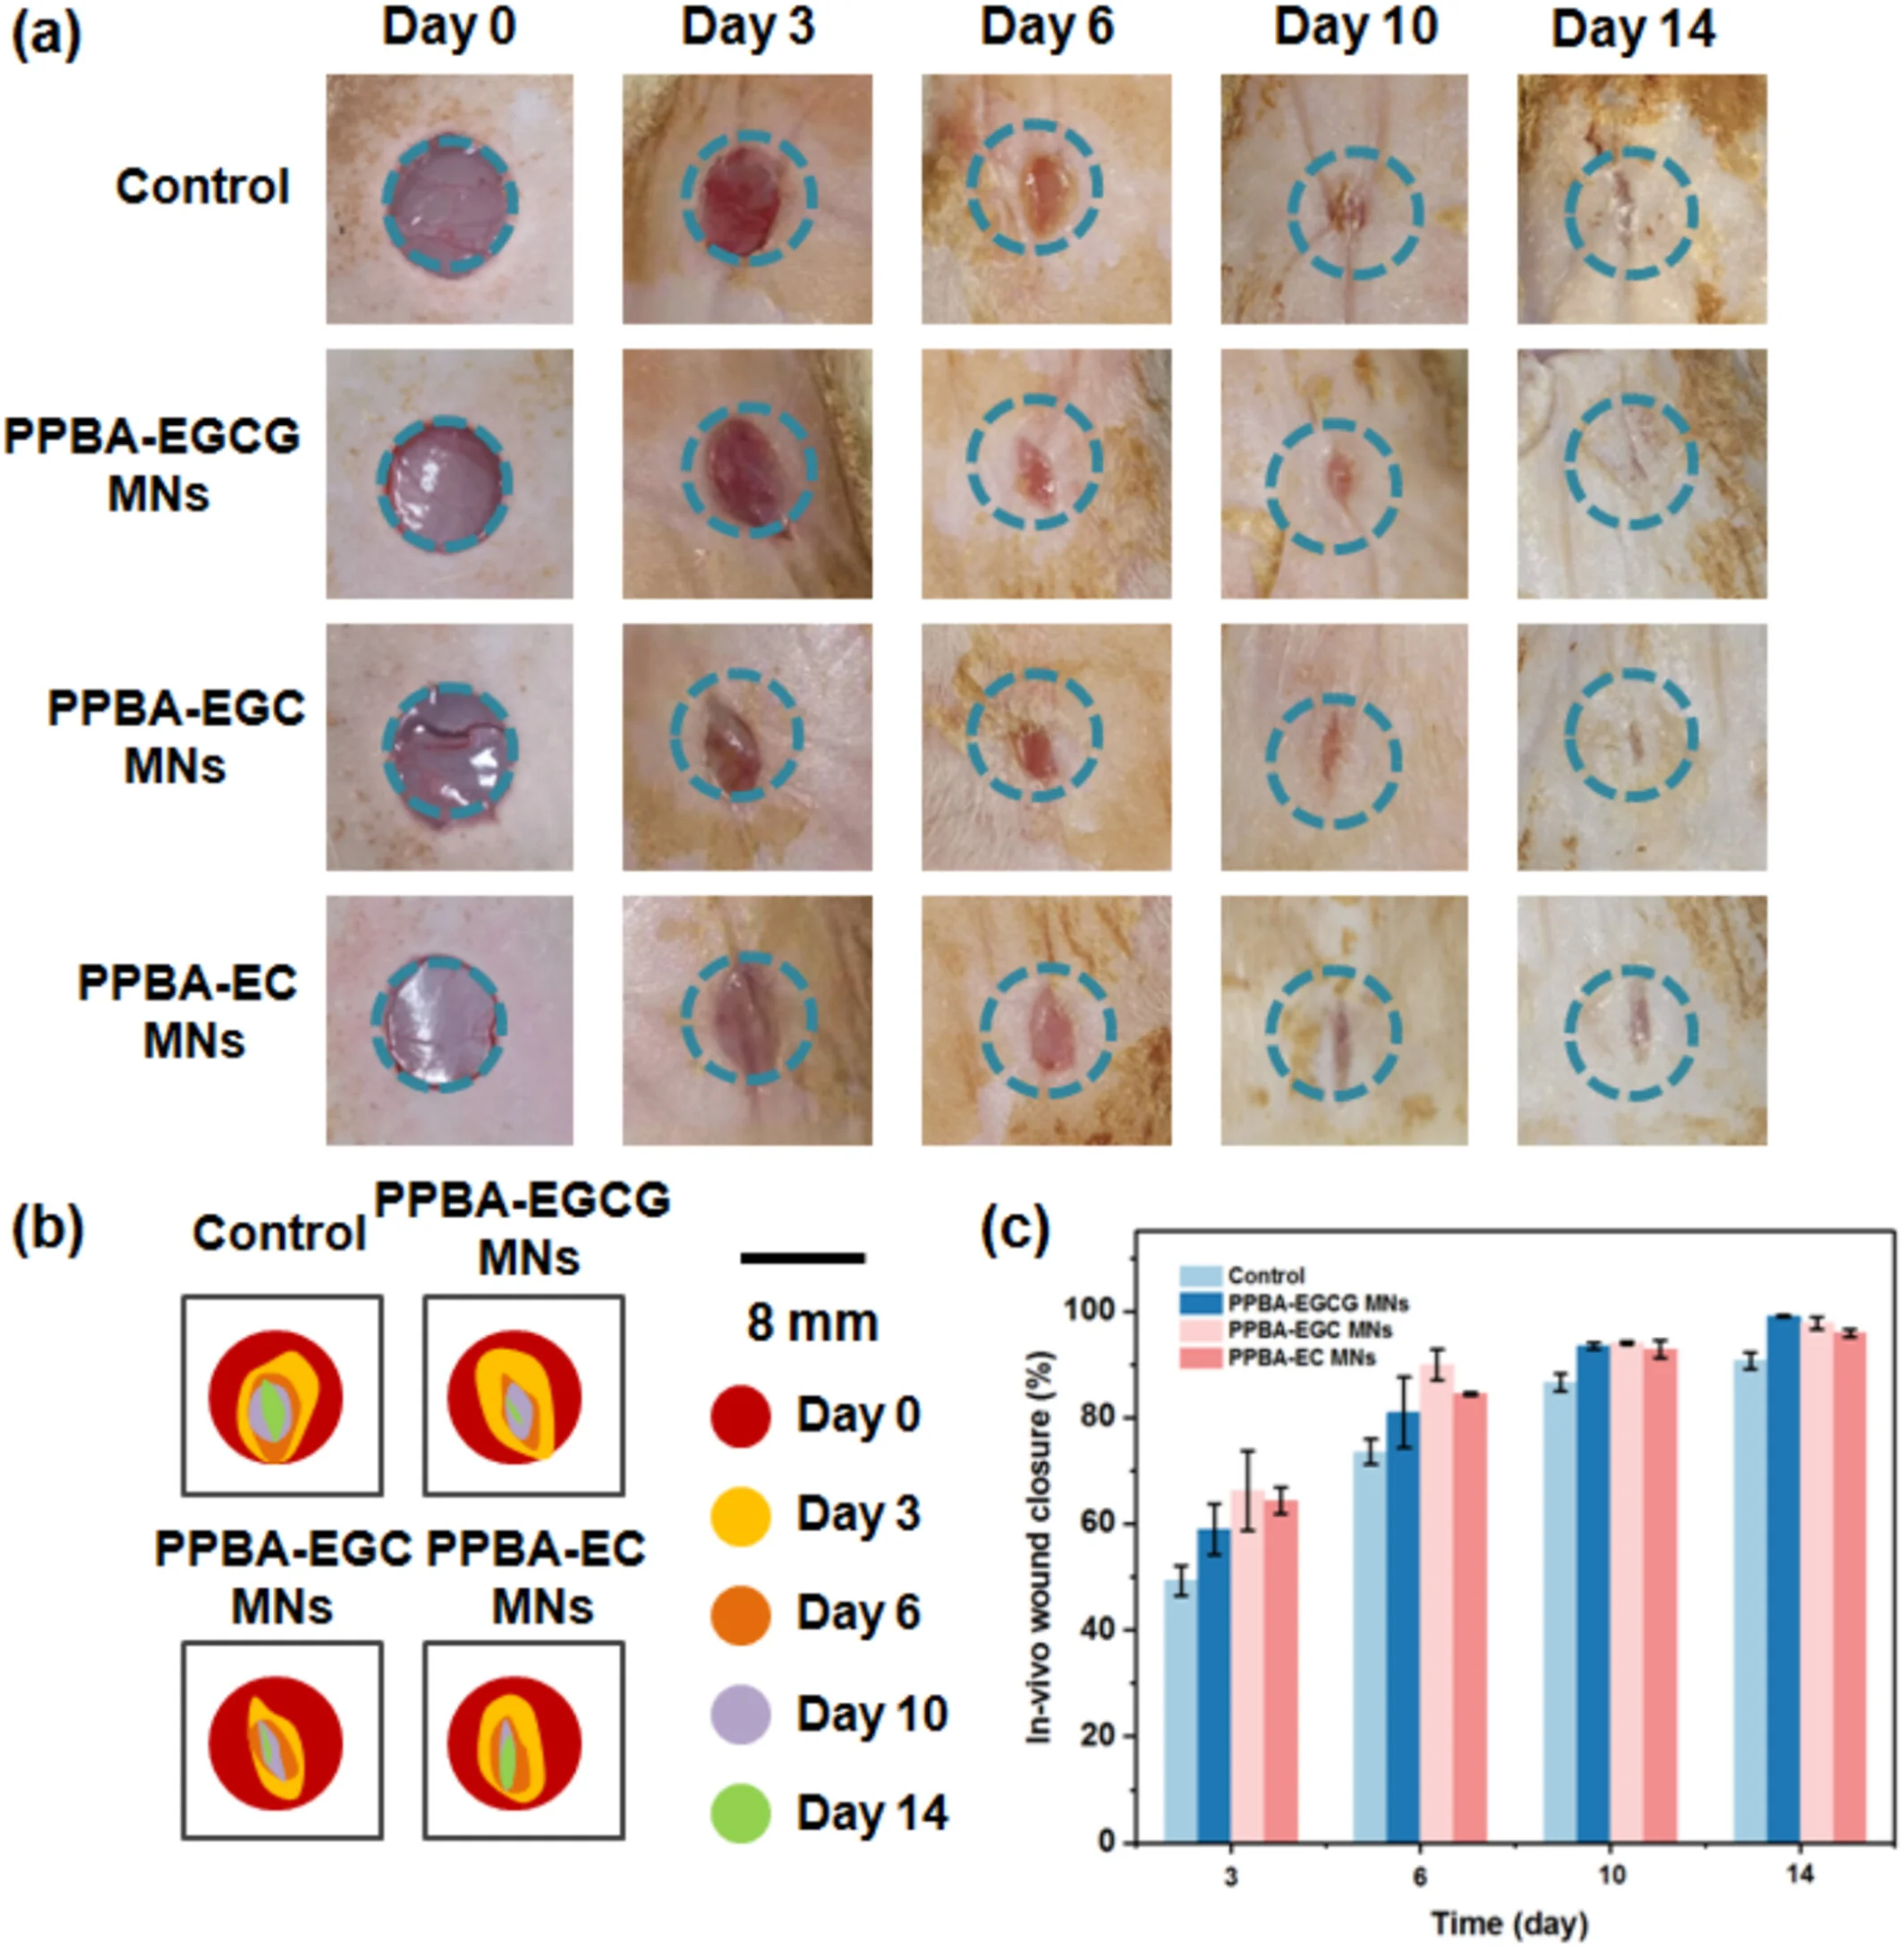 (a)
Day 0
Day 3
Day 6
Day 10
Day 14
Control
PPBA-EGCG
MNs
PPBA-EGC
MNs
PPBA-EC
MNs
(b)
Control
PPBA-EGCG
MNs
PPBA-EGC
MNs
PPBA-EC
MNs
8 mm
Day 0
Day 3
Day 6
Day 10
Day 14
(c)
Control
PPBA-EGCG MNs
PPBA-EGC MNs
PPBA-EC MNs
In-vivo wound closure (%)
100
80
60
40
20
0
3
6
10
14
Time (day)